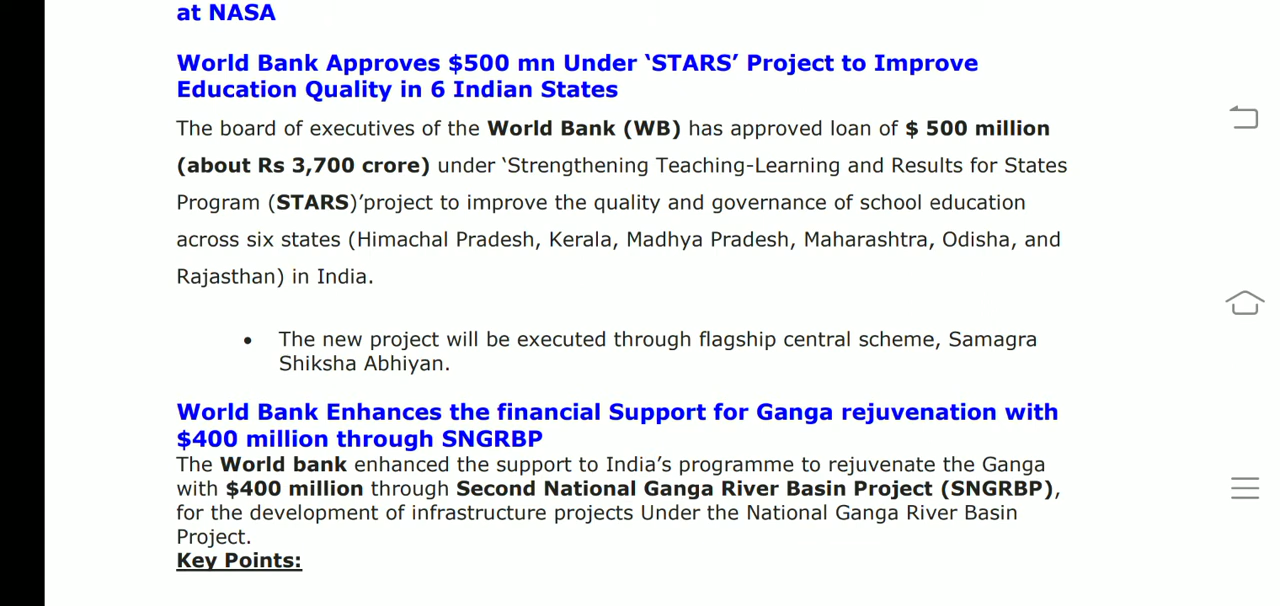 at NASA
World Bank Approves $500 mn Under ‘STARS’ Project to Improve
Education Quality in 6 Indian States
The board of executives of the World Bank (WB) has approved loan of $ 500 million
(about Rs 3,700 crore) under ‘Strengthening Teaching-Learning and Results for States
Program (STARS)’project to improve the quality and governance of school education
across six states (Himachal Pradesh, Kerala, Madhya Pradesh, Maharashtra, Odisha, and
Rajasthan) in India.
• The new project will be executed through flagship central scheme, Samagra
Shiksha Abhiyan.
World Bank Enhances the financial Support for Ganga rejuvenation with
$400 million through SNGRBP
The World bank enhanced the support to India’s programme to rejuvenate the Ganga
with $400 million through Second National Ganga River Basin Project (SNGRBP),
for the development of infrastructure projects Under the National Ganga River Basin
Project.
Key Points: